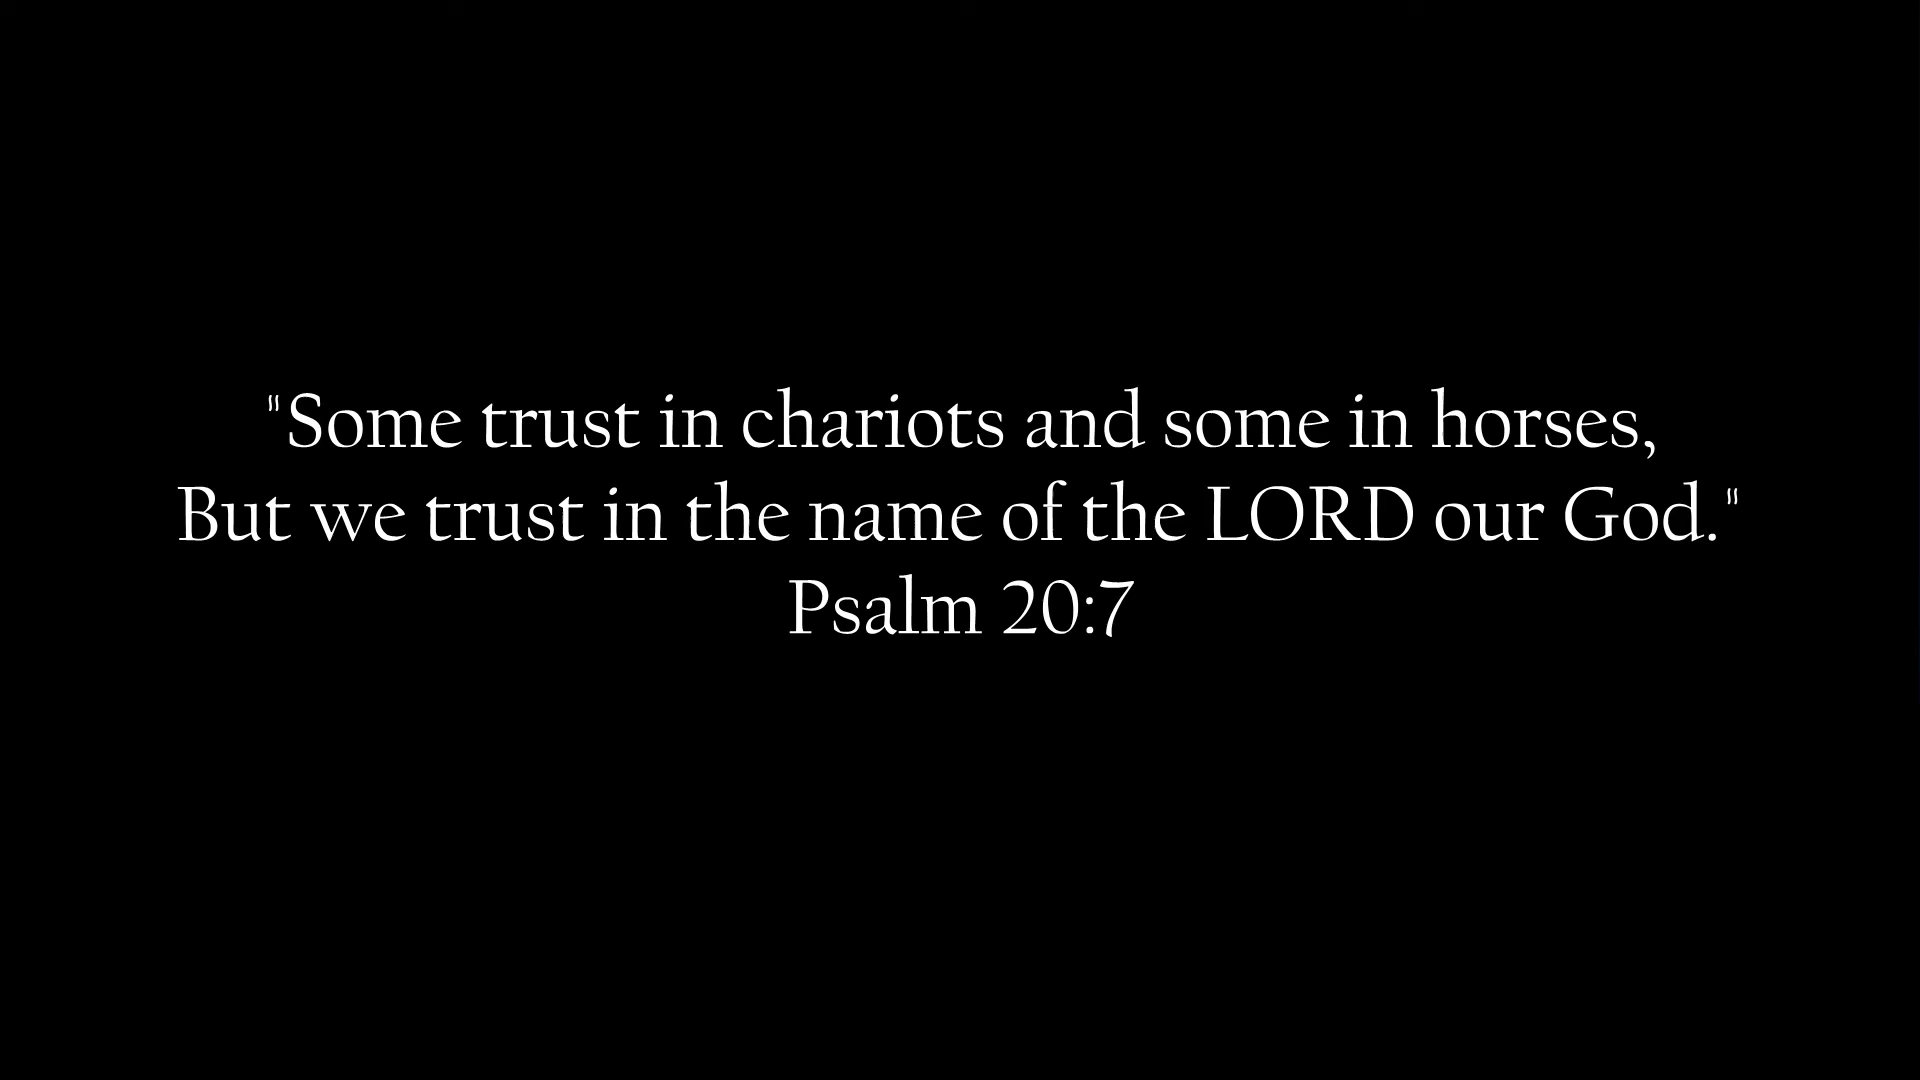 "Some trust in chariots and some in horses,
But we trust in the name of the LORD our God."
Psalm 20:7